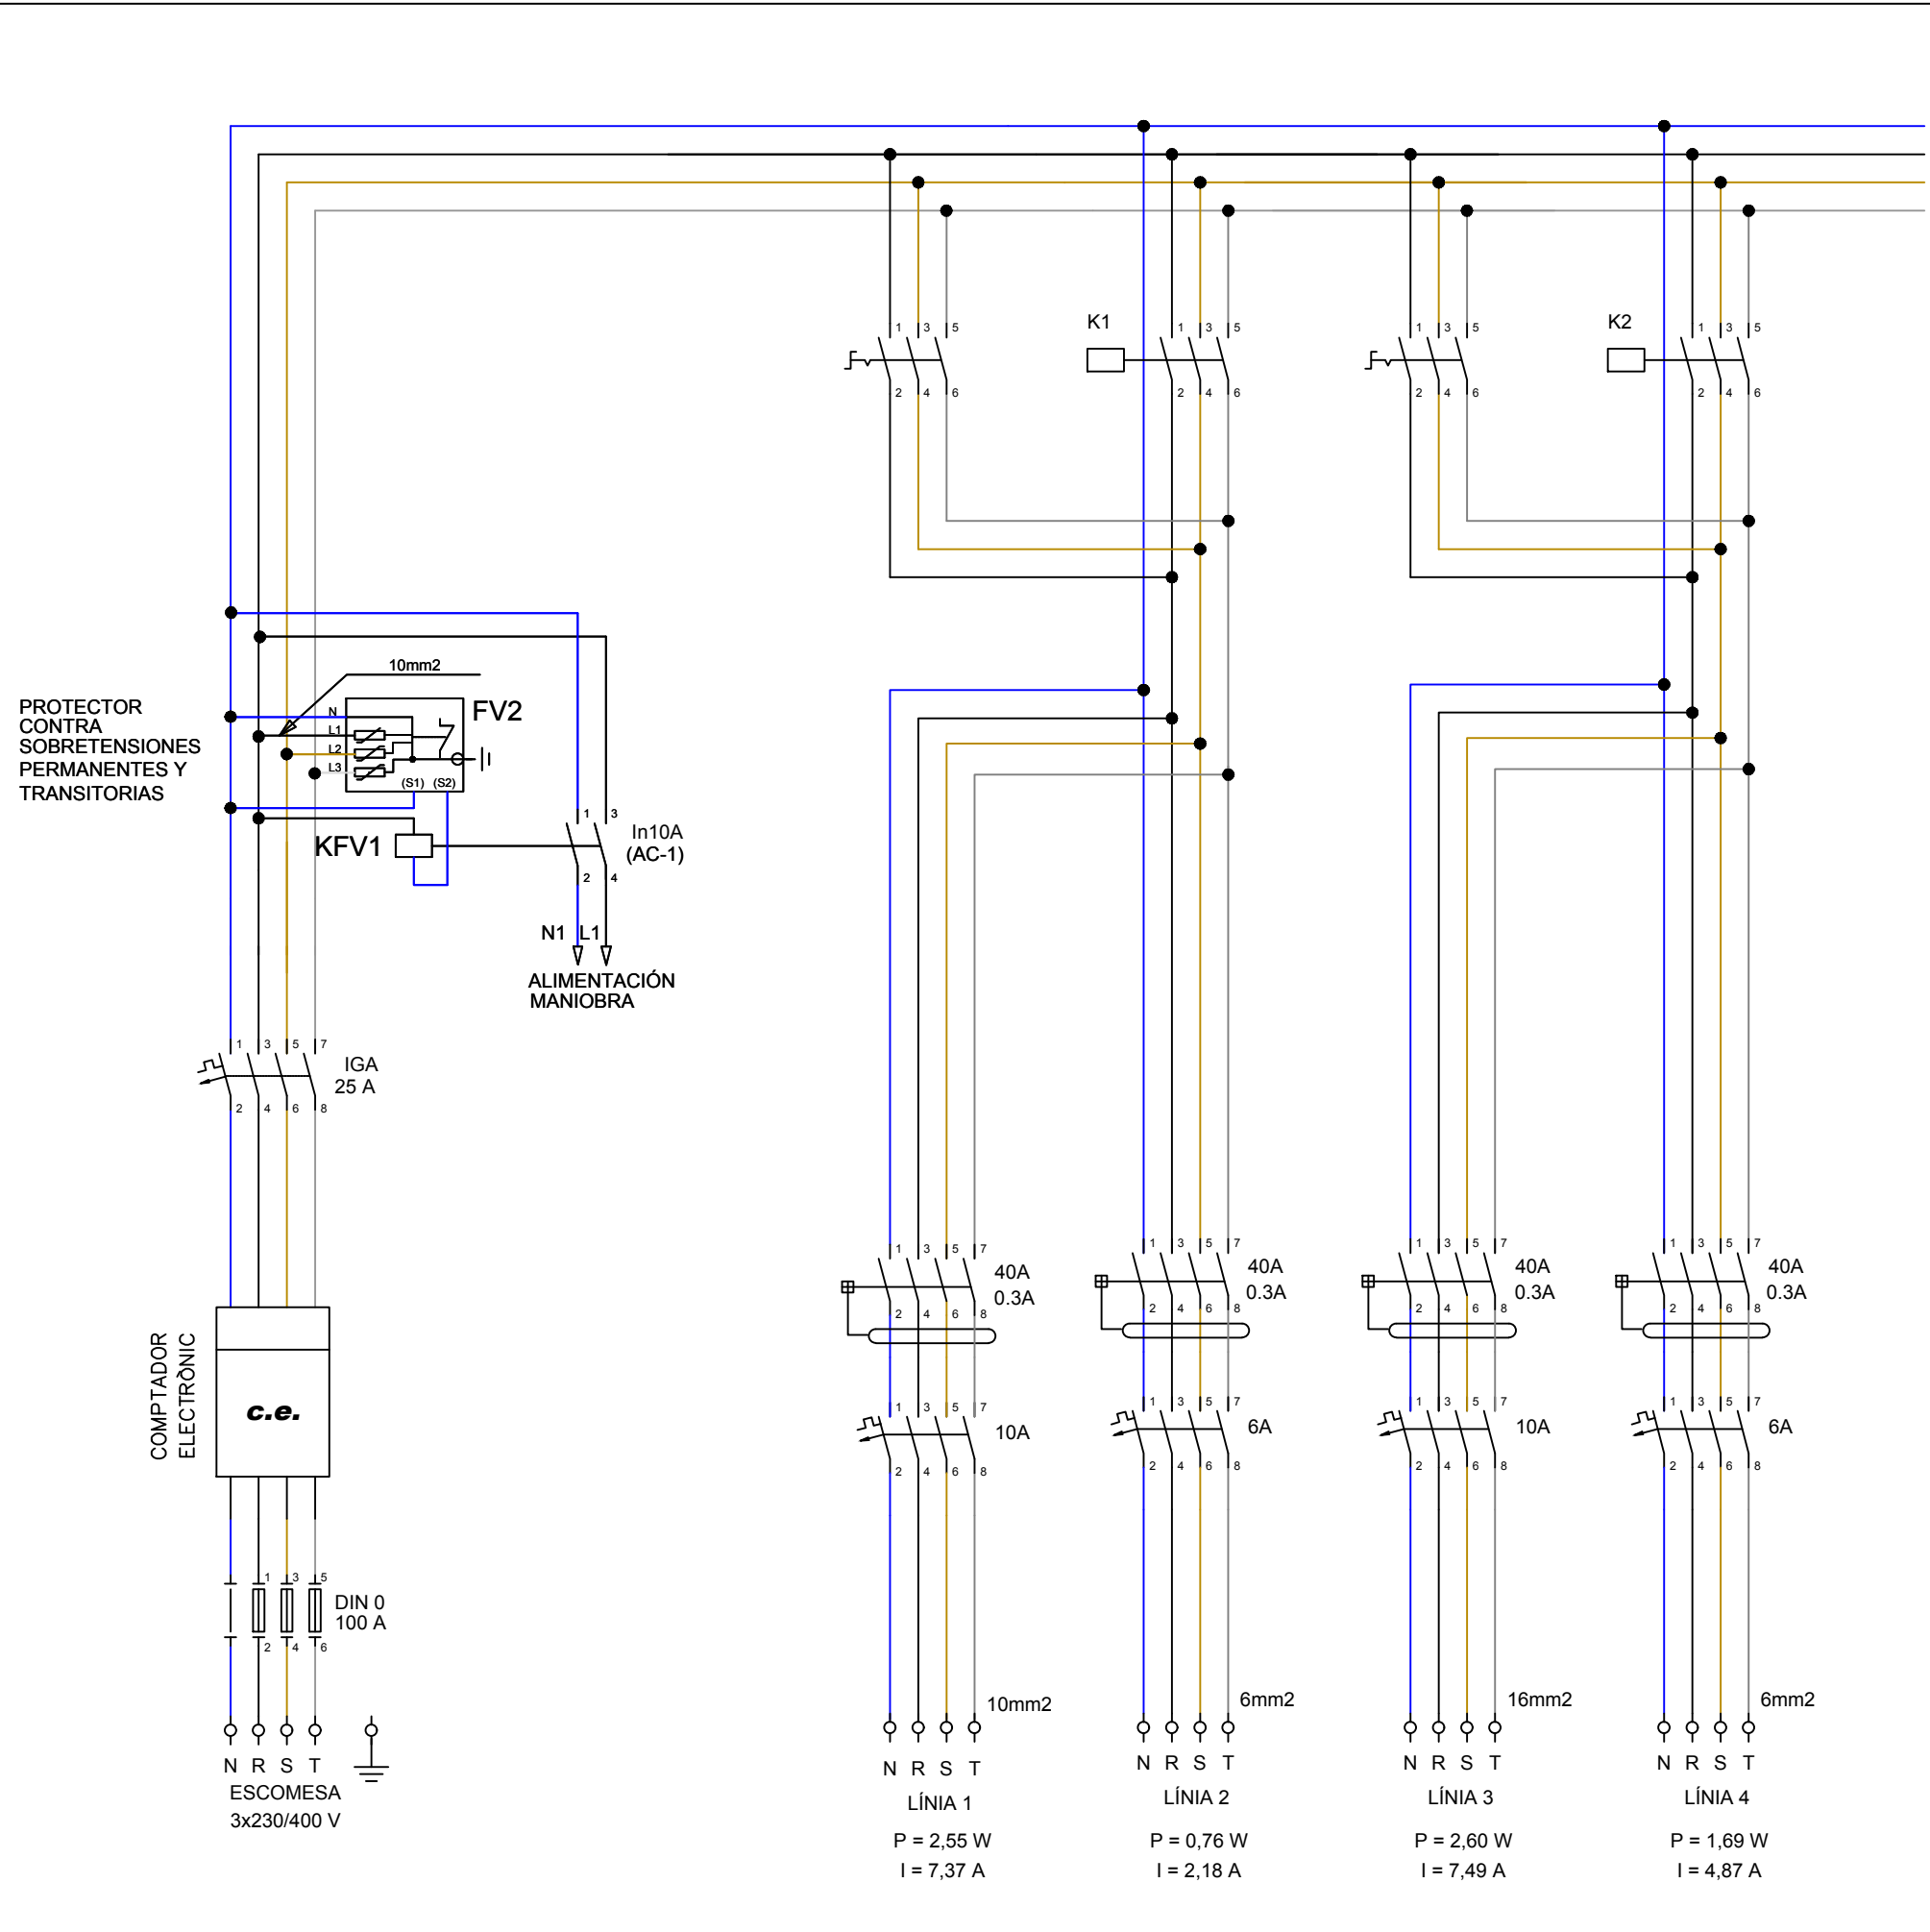 1 3 5
K1
1 3 5
1 3 5
K2
1 3 5
2 4 6
2 4 6
2 4 6
2 4 6
10mm2
PROTECTOR
CONTRA
SOBRETENSIONES
PERMANENTES Y
TRANSITORIAS
N
L1
L2
L3
(S1) (S2)
FV2
KFV1
1 3
In10A
(AC-1)
2 4
N1 L1
ALIMENTACIÓN
MANIOBRA
1 3 5 7
IGA
25 A
2 4 6 8
1 3 5 7
40A
0.3A
2 4 6 8
1 3 5 7
40A
0.3A
2 4 6 8
1 3 5 7
40A
0.3A
2 4 6 8
1 3 5 7
40A
0.3A
2 4 6 8
COMPTADOR
ELECTRÒNIC
c.e.
1 3 5 7
10A
2 4 6 8
1 3 5 7
6A
2 4 6 8
1 3 5 7
10A
2 4 6 8
1 3 5 7
6A
2 4 6 8
1 3 5
DIN 0
100 A
2 4 6
N R S T
ESCOMESA
3x230/400 V
10mm2
N R S T
LÍNIA 1
P = 2,55 W
I = 7,37 A
6mm2
N R S T
LÍNIA 2
P = 0,76 W
I = 2,18 A
16mm2
N R S T
LÍNIA 3
P = 2,60 W
I = 7,49 A
6mm2
N R S T
LÍNIA 4
P = 1,69 W
I = 4,87 A